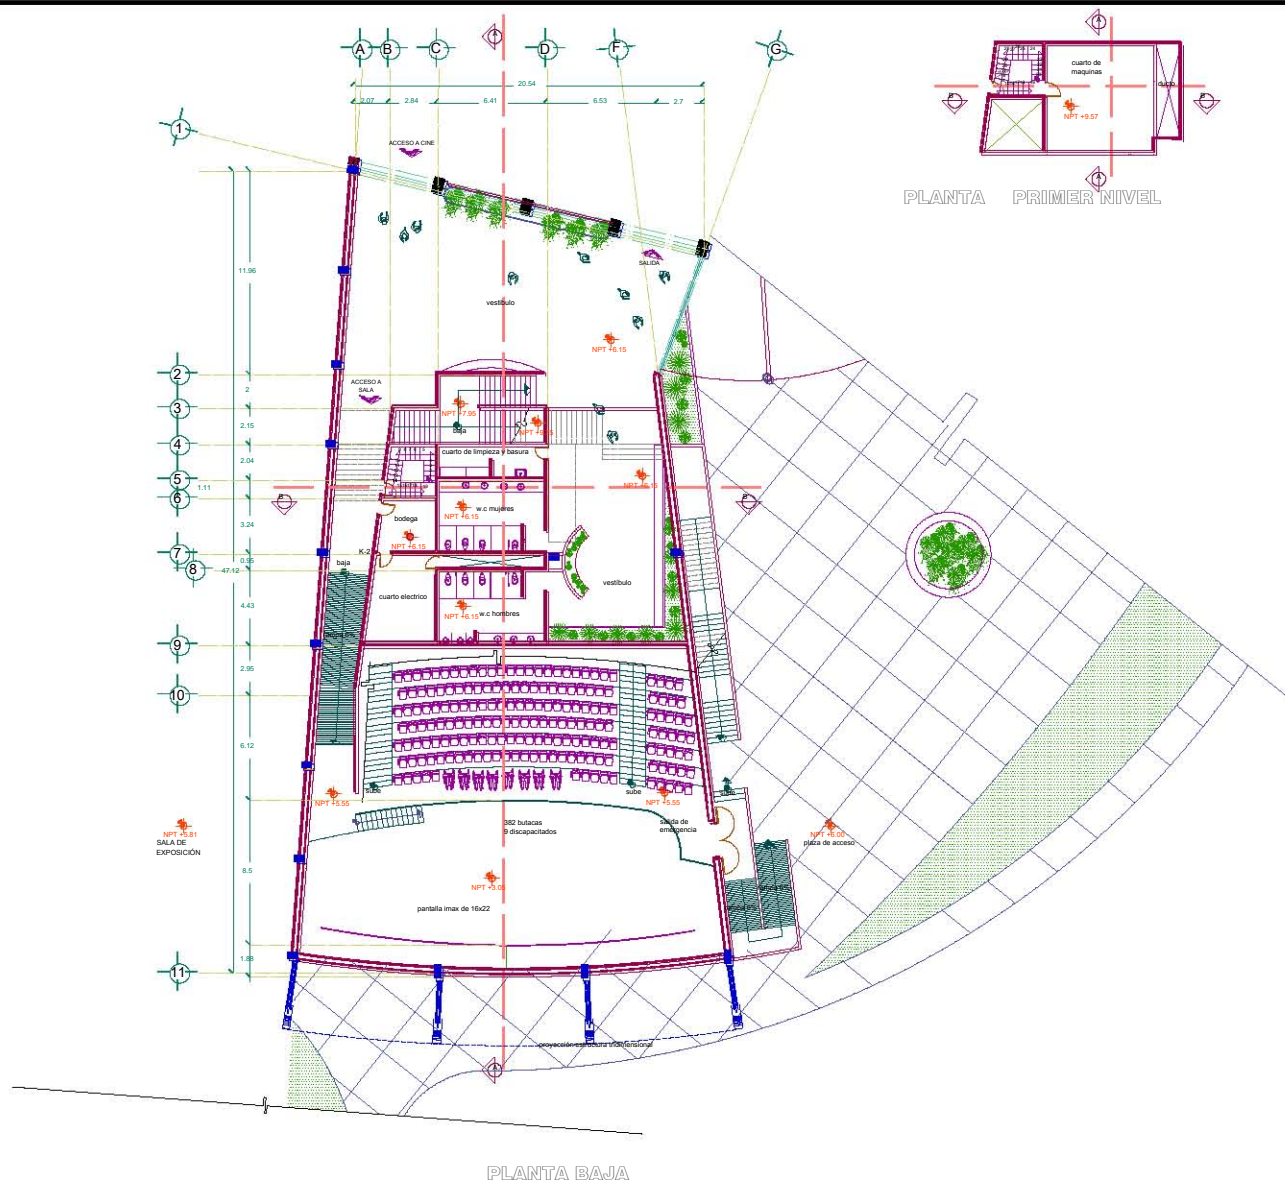 A B C D F G
A
20.54
2.07 2.84 6.41 6.53 2.7
1
ACCESO A CINE
cuarto de
maquinas
ducto
B
B
NPT +9.57
A
A
PLANTA PRIMER NIVEL
SALIDA
11.96
vestibulo
NPT +6.15
2
ACCESO A
SALA
2
3
NPT +7.95
baja
2.15
4
cuarto de limpieza y basura
2.04
5
1.11
6
B
B
NPT +6.15
w.c mujeres
NPT +6.15
bodega
3.24
NPT +6.15
7
K-2
0.95
baja
8
47.12
vestíbulo
cuarto electrico
4.43
NPT +6.15
w.c hombres
9
2.95
10
6.12
sube
sube
NPT +5.55
NPT +5.55
382 butacas
9 discapacitados
salida de
emergencia
NPT +5.81
SALA DE
EXPOSICIÓN
NPT +6.00
plaza de acceso
8.5
pantalla imax de 16x22
1.88
11
proyección estructura tridimensional
A
PLANTA BAJA